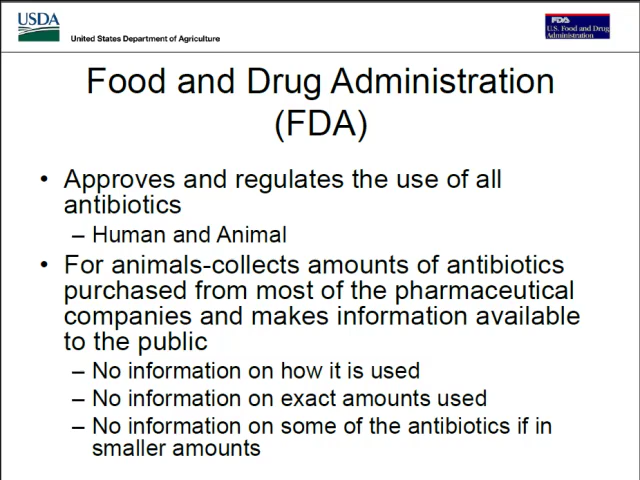 USDA
United States Department of Agriculture
FDA
U.S. Food and Drug
Administration
Food and Drug Administration
(FDA)
• Approves and regulates the use of all
antibiotics
– Human and Animal
• For animals-collects amounts of antibiotics
purchased from most of the pharmaceutical
companies and makes information available
to the public
– No information on how it is used
– No information on exact amounts used
– No information on some of the antibiotics if in
smaller amounts